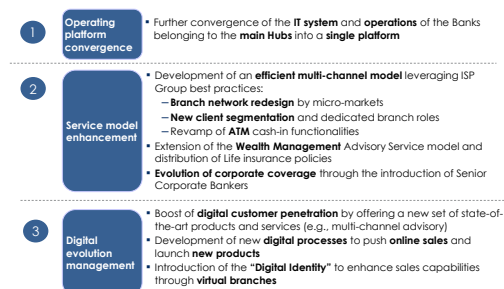 1
Operating
platform
convergence
▪ Further convergence of the IT system and operations of the Banks
belonging to the main Hubs into a single platform
2
Service model
enhancement
▪ Development of an efficient multi-channel model leveraging ISP
Group best practices:
– Branch network redesign by micro-markets
– New client segmentation and dedicated branch roles
– Revamp of ATM cash-in functionalities
▪ Extension of the Wealth Management Advisory Service model and
distribution of Life insurance policies
▪ Evolution of corporate coverage through the introduction of Senior
Corporate Bankers
3
Digital
evolution
management
▪ Boost of digital customer penetration by offering a new set of state-of-
the-art products and services (e.g., multi-channel advisory)
▪ Development of new digital processes to push online sales and
launch new products
▪ Introduction of the “Digital Identity” to enhance sales capabilities
through virtual branches